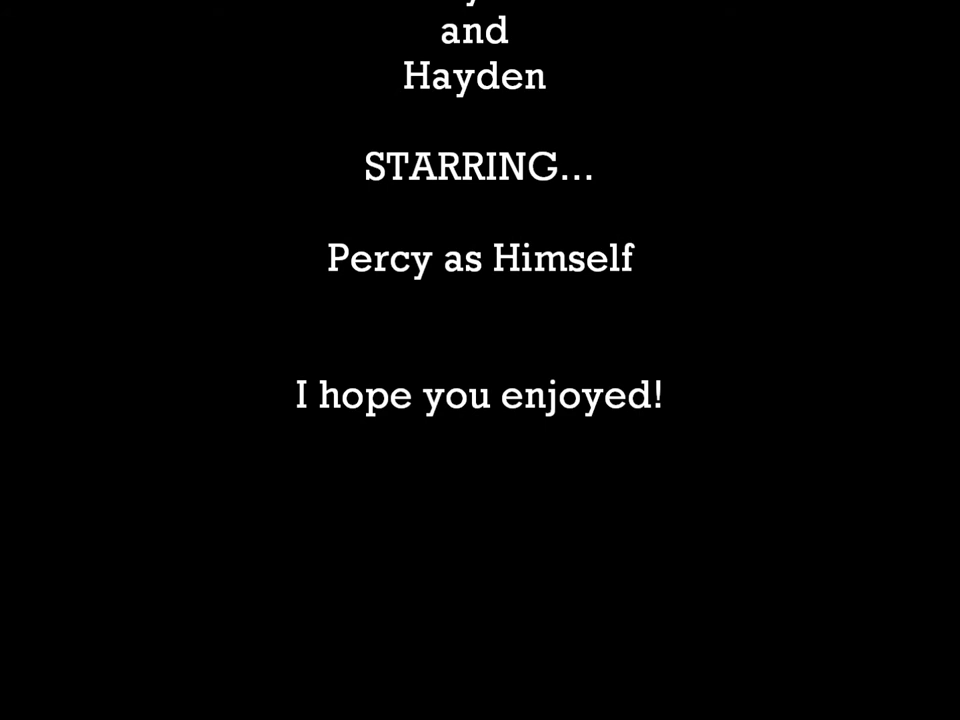 and
Hayden
STARRING...
Percy as Himself
I hope you enjoyed!